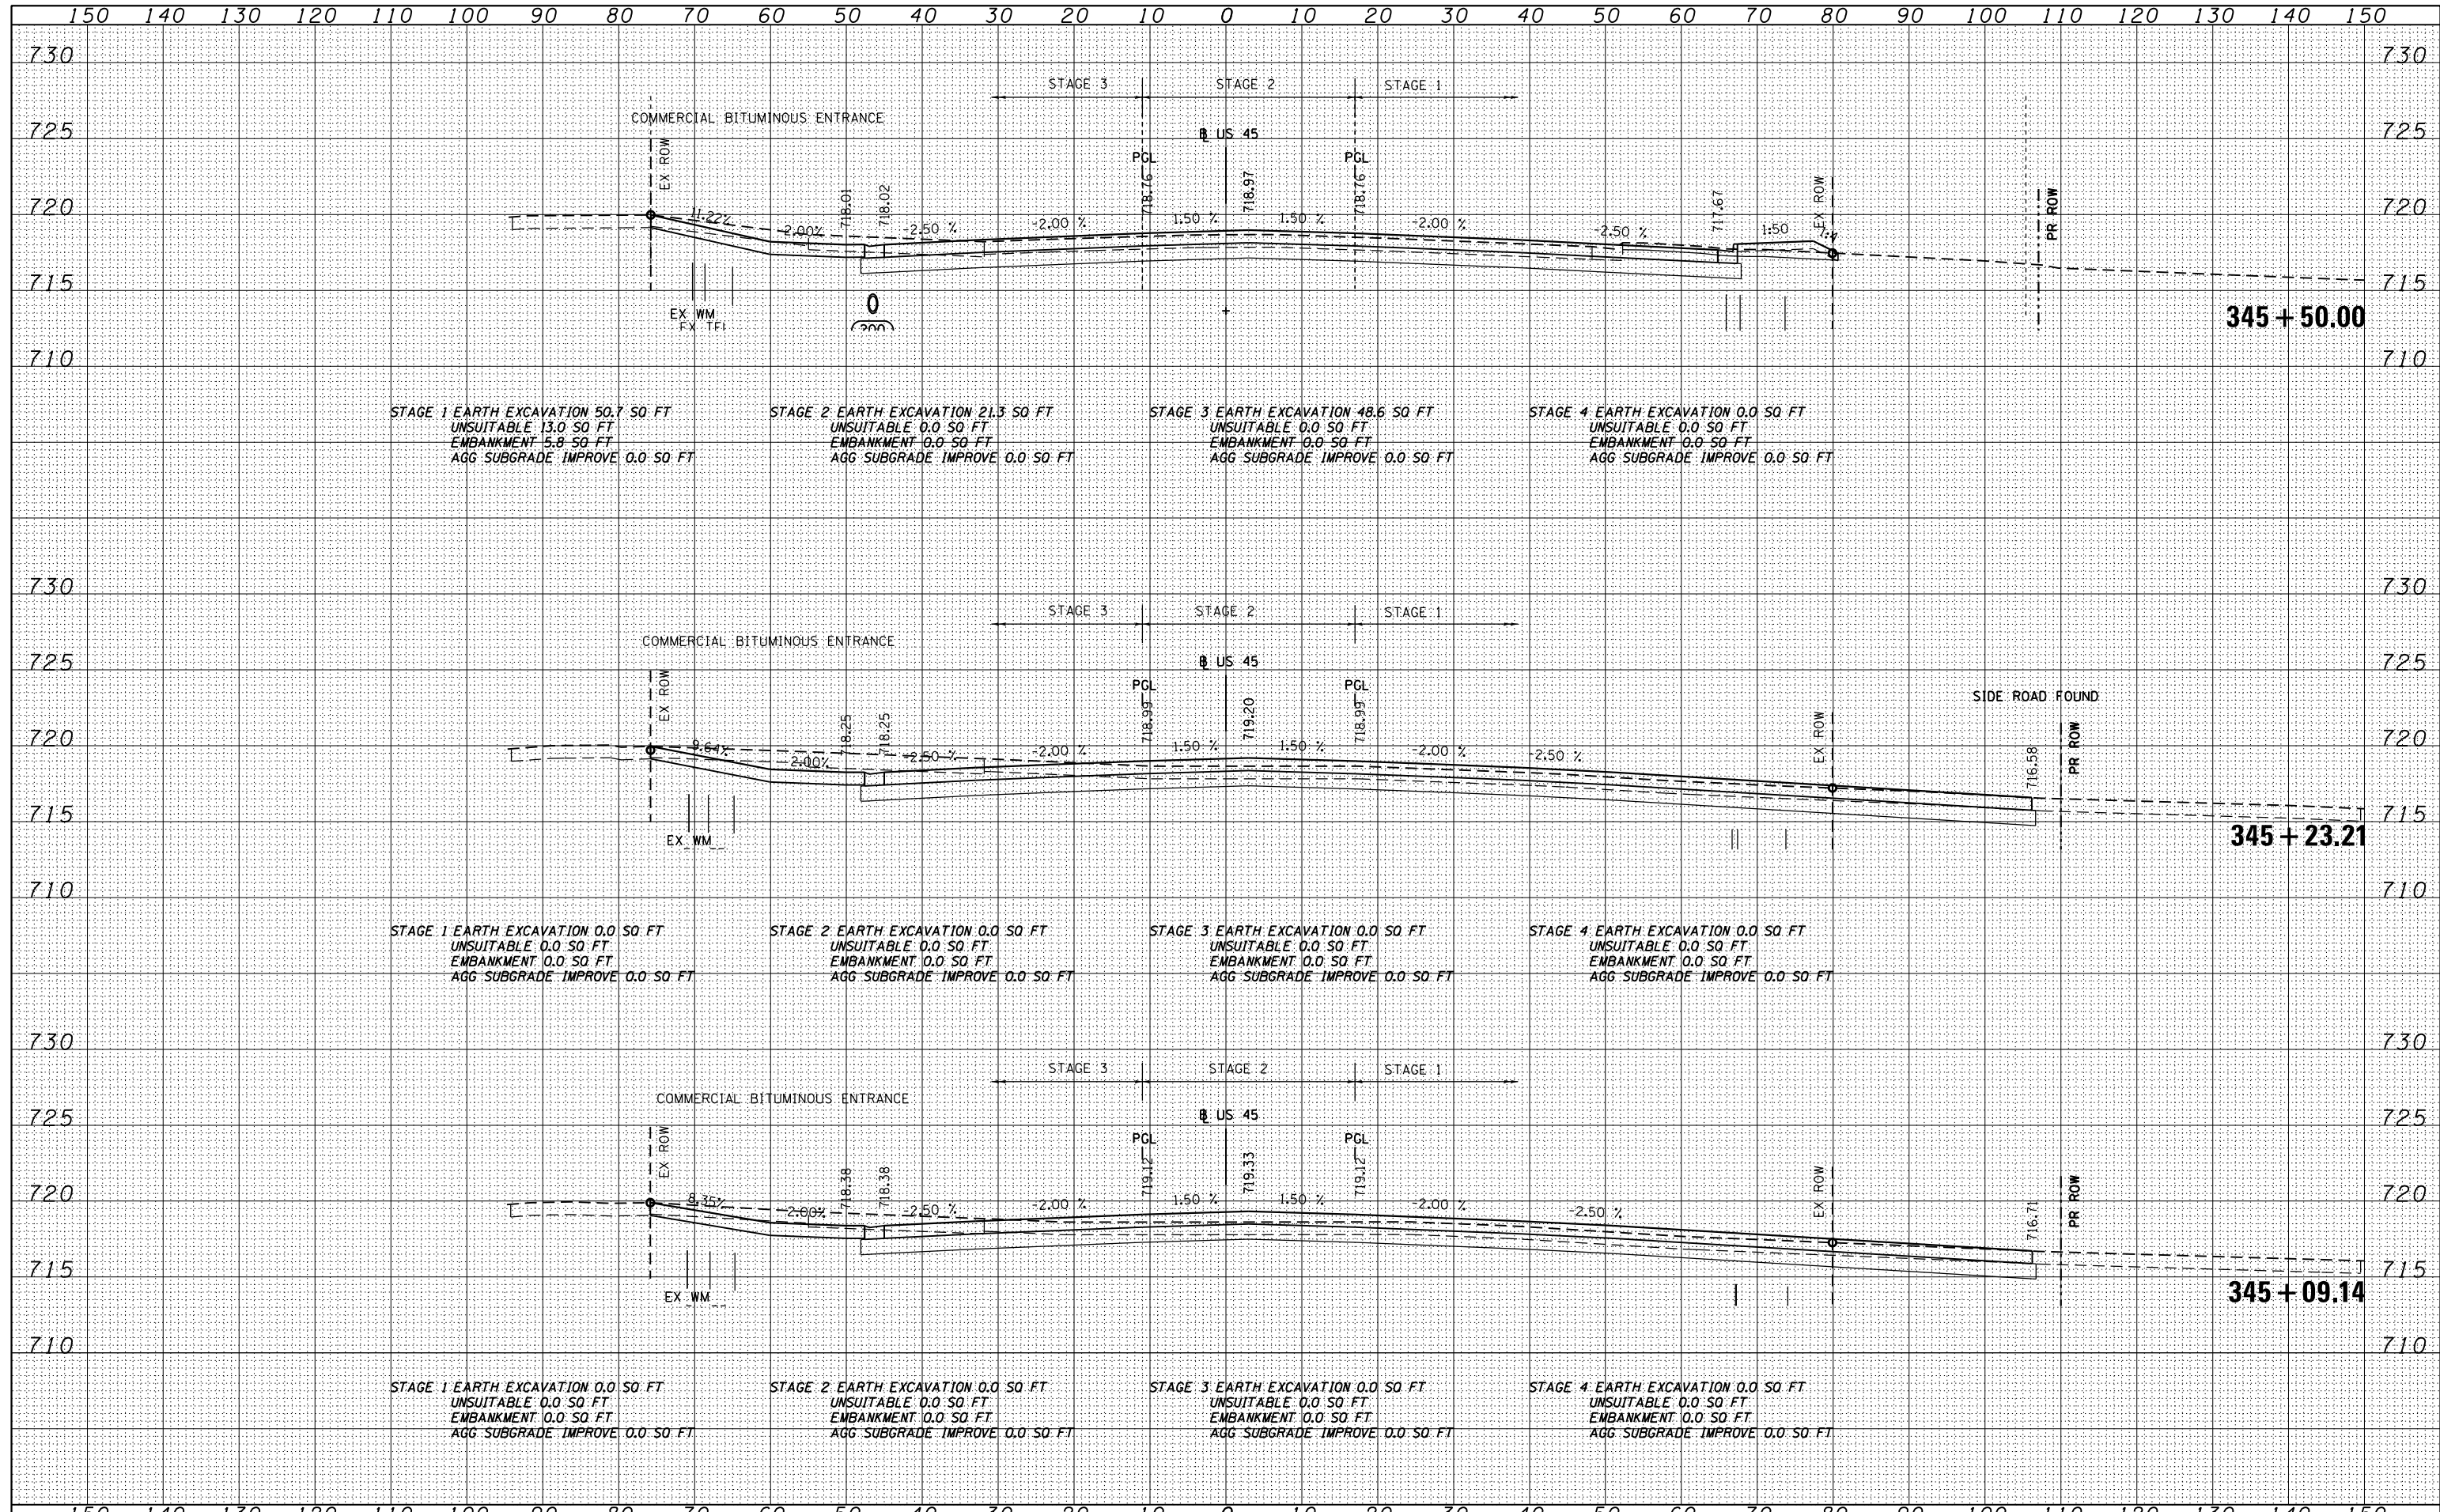 150 140 130 120 110 100 90 80 70 60 50 40 30 20 10 0 10 20 30 40 50 60 70 80 90 100 110 120 130 140 150
730 730
STAGE 3 STAGE 2 STAGE 1
COMMERCIAL BITUMINOUS ENTRANCE
725 725
℄ US 45
EX ROW
PGL PGL
718.01 718.02 718.76 718.97 718.76 717.67 EX ROW PR ROW
720 720
11.22% 2.00% -2.50 % -2.00 % 1.50 % 1.50 % -2.00 % -2.50 % 1:50 1:4
715 715
EX WM
EX TEL
345+50.00
710 710
STAGE 1 EARTH EXCAVATION 50.7 SQ FT STAGE 2 EARTH EXCAVATION 21.3 SQ FT STAGE 3 EARTH EXCAVATION 48.6 SQ FT STAGE 4 EARTH EXCAVATION 0.0 SQ FT
UNSUITABLE 13.0 SQ FT UNSUITABLE 0.0 SQ FT UNSUITABLE 0.0 SQ FT UNSUITABLE 0.0 SQ FT
EMBANKMENT 5.8 SQ FT EMBANKMENT 0.0 SQ FT EMBANKMENT 0.0 SQ FT EMBANKMENT 0.0 SQ FT
AGG SUBGRADE IMPROVE 0.0 SQ FT AGG SUBGRADE IMPROVE 0.0 SQ FT AGG SUBGRADE IMPROVE 0.0 SQ FT AGG SUBGRADE IMPROVE 0.0 SQ FT
730 730
STAGE 3 STAGE 2 STAGE 1
COMMERCIAL BITUMINOUS ENTRANCE
725 725
℄ US 45
EX ROW
PGL PGL
SIDE ROAD FOUND
718.25 718.25 718.99 719.20 718.99 EX ROW 716.58 PR ROW
720 720
9.64% 2.00% -2.50 % -2.00 % 1.50 % 1.50 % -2.00 % -2.50 %
715 715
EX WM
345+23.21
710 710
STAGE 1 EARTH EXCAVATION 0.0 SQ FT STAGE 2 EARTH EXCAVATION 0.0 SQ FT STAGE 3 EARTH EXCAVATION 0.0 SQ FT STAGE 4 EARTH EXCAVATION 0.0 SQ FT
UNSUITABLE 0.0 SQ FT UNSUITABLE 0.0 SQ FT UNSUITABLE 0.0 SQ FT UNSUITABLE 0.0 SQ FT
EMBANKMENT 0.0 SQ FT EMBANKMENT 0.0 SQ FT EMBANKMENT 0.0 SQ FT EMBANKMENT 0.0 SQ FT
AGG SUBGRADE IMPROVE 0.0 SQ FT AGG SUBGRADE IMPROVE 0.0 SQ FT AGG SUBGRADE IMPROVE 0.0 SQ FT AGG SUBGRADE IMPROVE 0.0 SQ FT
730 730
STAGE 3 STAGE 2 STAGE 1
COMMERCIAL BITUMINOUS ENTRANCE
725 725
℄ US 45
EX ROW
PGL PGL
718.38 718.38 719.12 719.33 719.12 EX ROW 716.71 PR ROW
720 720
8.35% 2.00% -2.50 % -2.00 % 1.50 % 1.50 % -2.00 % -2.50 %
715 715
EX WM
345+09.14
710 710
STAGE 1 EARTH EXCAVATION 0.0 SQ FT STAGE 2 EARTH EXCAVATION 0.0 SQ FT STAGE 3 EARTH EXCAVATION 0.0 SQ FT STAGE 4 EARTH EXCAVATION 0.0 SQ FT
UNSUITABLE 0.0 SQ FT UNSUITABLE 0.0 SQ FT UNSUITABLE 0.0 SQ FT UNSUITABLE 0.0 SQ FT
EMBANKMENT 0.0 SQ FT EMBANKMENT 0.0 SQ FT EMBANKMENT 0.0 SQ FT EMBANKMENT 0.0 SQ FT
AGG SUBGRADE IMPROVE 0.0 SQ FT AGG SUBGRADE IMPROVE 0.0 SQ FT AGG SUBGRADE IMPROVE 0.0 SQ FT AGG SUBGRADE IMPROVE 0.0 SQ FT